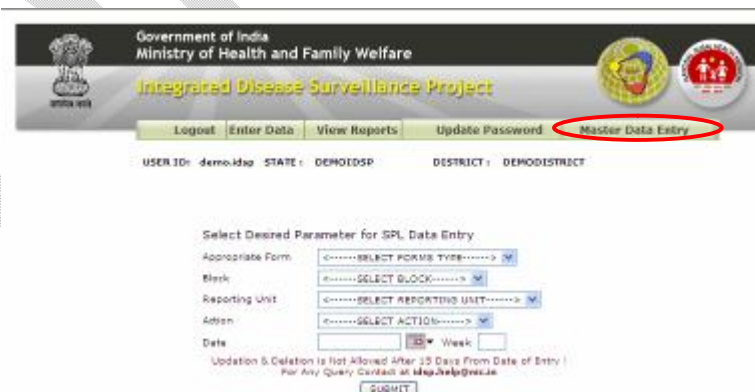 Government of India
Ministry of Health and Family Welfare
Integrated Disease Surveillance Project
Logout Enter Data View Reports Update Password Master Data Entry
USER ID: demo.idsp STATE : DEMOIDSP DISTRICT : DEMODISTRICT
Select Desired Parameter for SPL Data Entry
Appropriate Form <------SELECT FORMS TYPE------>
Block <------SELECT BLOCK------>
Reporting Unit <------SELECT REPORTING UNIT------>
Action <------SELECT ACTION------>
Date Week
Updation & Deletion is Not Allowed After 15 Days From Date of Entry !
For Any Query Contact at idsp.help@nic.in
SUBMIT